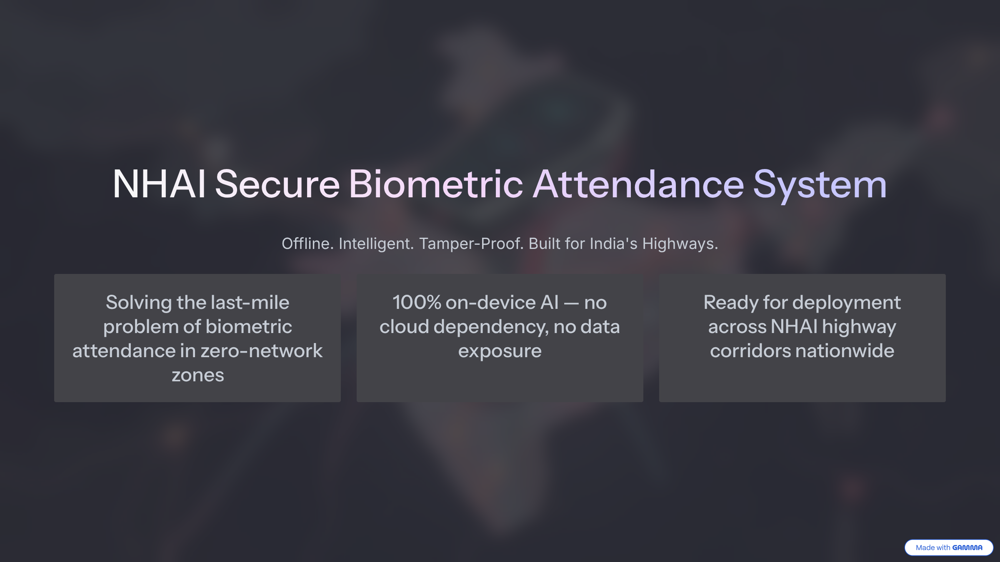 NHAI Secure Biometric Attendance System
Offline. Intelligent. Tamper-Proof. Built for India's Highways.
Solving the last-mile
problem of biometric
attendance in zero-network
zones
100% on-device AI — no
cloud dependency, no data
exposure
Ready for deployment
across NHAI highway
corridors nationwide
Made with GAMMA